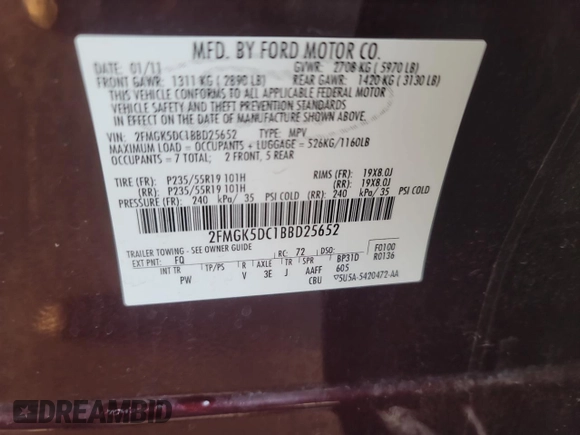 MFD. BY FORD MOTOR CO.
DATE: 01/11 GVWR: 2708 KG ( 5970 LB)
FRONT GAWR: 1311 KG ( 2890 LB) REAR GAWR: 1420 KG ( 3130 LB)
THIS VEHICLE CONFORMS TO ALL APPLICABLE FEDERAL MOTOR
VEHICLE SAFETY AND THEFT PREVENTION STANDARDS
IN EFFECT ON THE DATE OF MANUFACTURE SHOWN ABOVE.
VIN: 2FMGK5DC1BBD25652 TYPE: MPV
MAXIMUM LOAD = OCCUPANTS + LUGGAGE = 526KG/1160LB
OCCUPANTS = 7 TOTAL: 2 FRONT, 5 REAR
TIRE (FR): P235/55R19 101H RIMS (FR): 19X8.0J
(RR): P235/55R19 101H (RR): 19X8.0J
PRESSURE (FR): 240 kPa/ 35 PSI COLD (RR): 240 kPa/ 35 PSI COLD
2FMGK5DC1BBD25652
TRAILER TOWING - SEE OWNER GUIDE
EXT PNT: FQ RC: 72 DSO: F0100
INT TR TP/PS R AXLE TR SPR BP31D R0136
PW V 3E J AAFF 605
CBU 5U5A-5420472-AA
DREAMBID